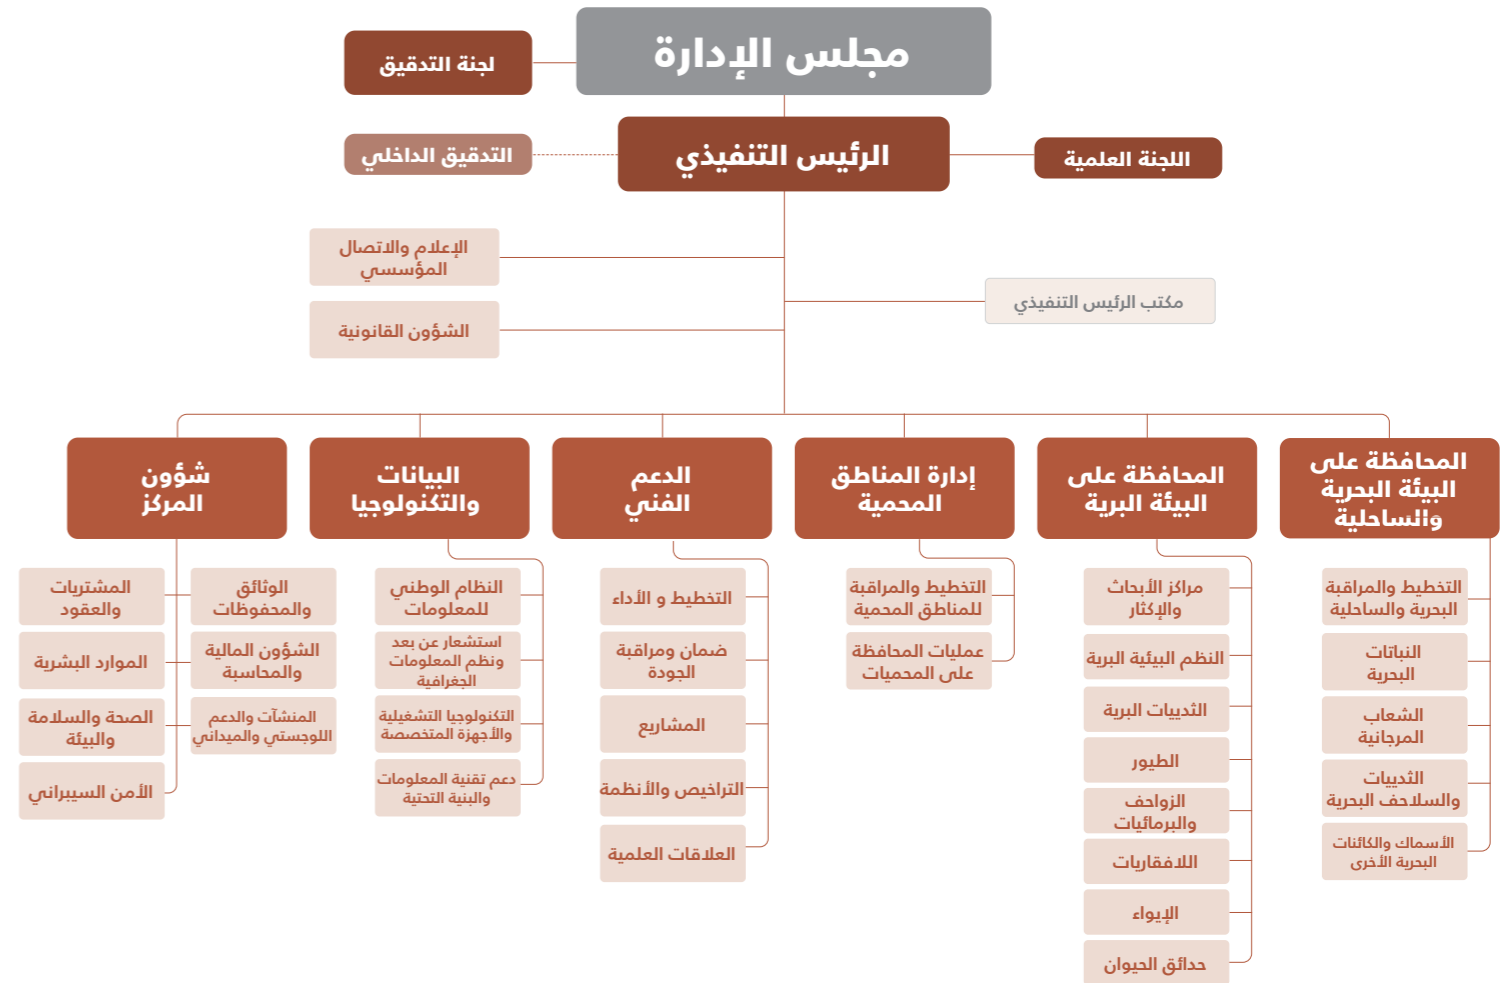 مجلس الإدارة
لجنة التدقيق
الرئيس التنفيذي
اللجنة العلمية
التدقيق الداخلي
الإعلام والاتصال
المؤسسي
مكتب الرئيس التنفيذي
الشؤون القانونية
المحافظة على
البيئة البحرية
والساحلية
التخطيط والمراقبة
البحرية والساحلية
النباتات
البحرية
الشعاب
المرجانية
الثدييات
والسلاحف البحرية
الأسماك والكائنات
البحرية الأخرى
المحافظة على
البيئة البرية
مراكز الأبحاث
والإكثار
النظم البيئية البرية
الثدييات البرية
الطيور
الزواحف
والبرمائيات
اللافقاريات
الإيواء
حدائق الحيوان
إدارة المناطق
المحمية
التخطيط والمراقبة
للمناطق المحمية
عمليات المحافظة
على المحميات
الدعم
الفني
التخطيط و الأداء
ضمان ومراقبة
الجودة
المشاريع
التراخيص والأنظمة
العلاقات العلمية
البيانات
والتكنولوجيا
النظام الوطني
للمعلومات
استشعار عن بعد
ونظم المعلومات
الجغرافية
التكنولوجيا التشغيلية
والأجهزة المتخصصة
دعم تقنية المعلومات
والبنية التحتية
شؤون
المركز
الوثائق
والمحفوظات
المشتريات
والعقود
الشؤون المالية
والمحاسبة
الموارد البشرية
المنشآت والدعم
اللوجستي والميداني
الصحة والسلامة
والبيئة
الأمن السيبراني